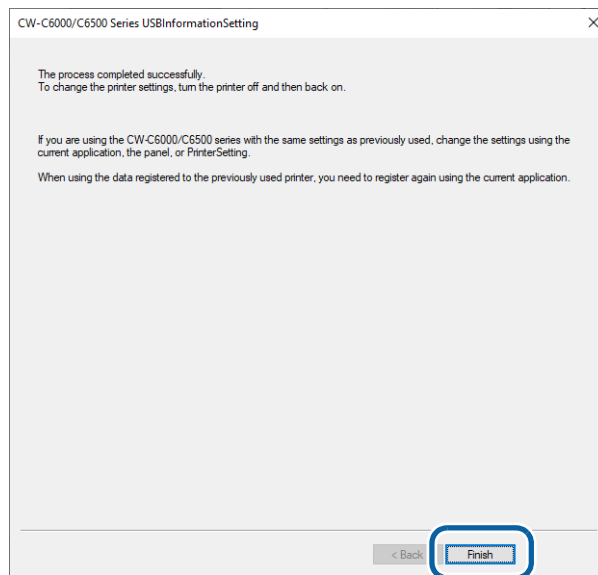 CW-C6000/C6500 Series USBInformationSetting
The process completed successfully.
To change the printer settings, turn the printer off and then back on.
If you are using the CW-C6000/C6500 series with the same settings as previously used, change the settings using the
current application, the panel, or PrinterSetting.
When using the data registered to the previously used printer, you need to register again using the current application.
< Back
Finish